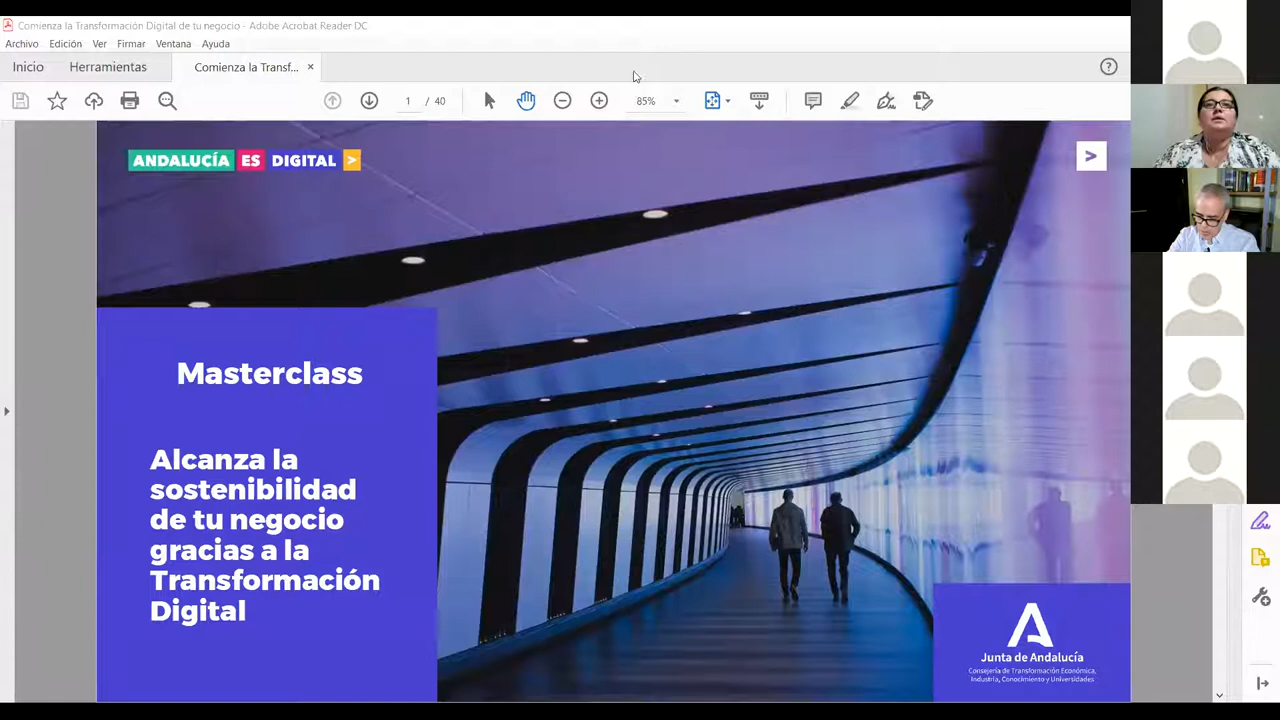 Comienza la Transformación Digital de tu negocio - Adobe Acrobat Reader DC
Archivo Edición Ver Firmar Ventana Ayuda
Inicio Herramientas Comienza la Transf... ×
1 / 40 85%
ANDALUCÍA ES DIGITAL >
>
Masterclass
Alcanza la
sostenibilidad
de tu negocio
gracias a la
Transformación
Digital
Junta de Andalucía
Consejería de Transformación Económica,
Industria, Conocimiento y Universidades